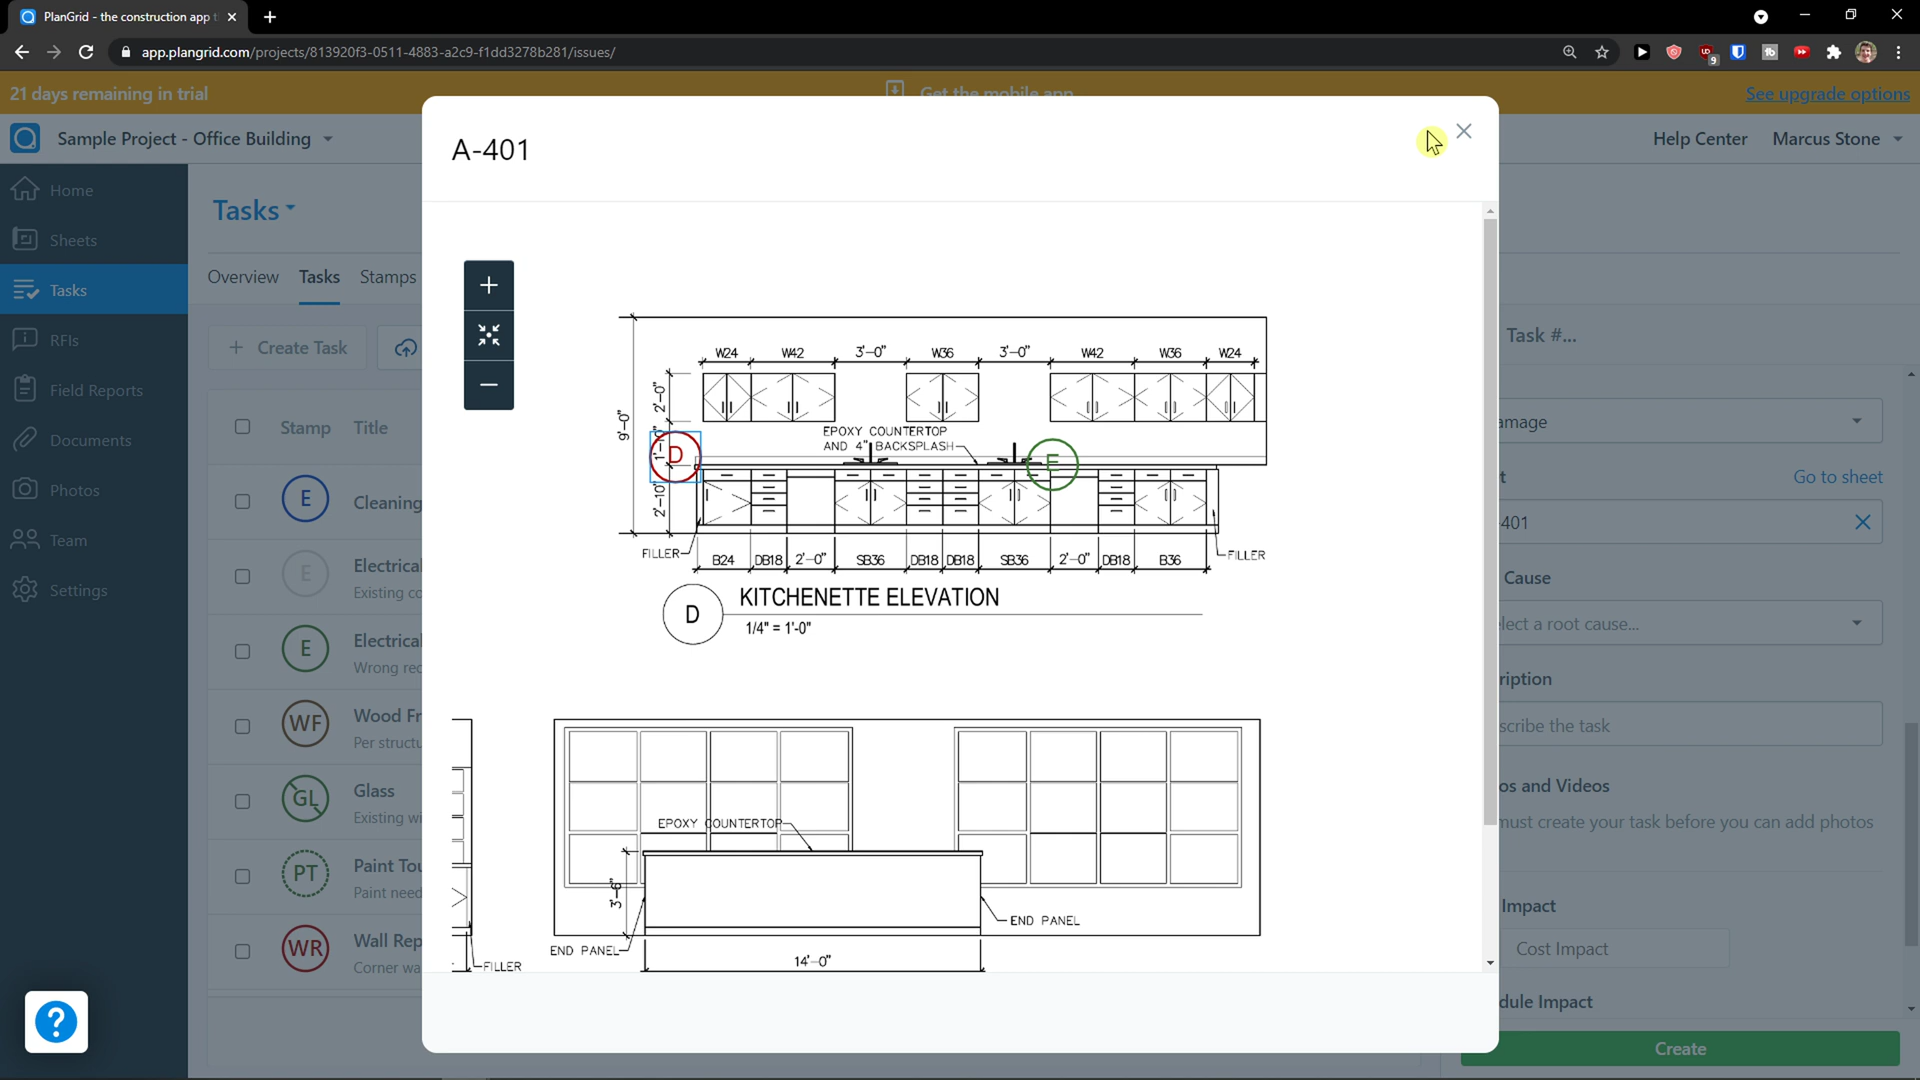 PlanGrid - the construction app t
app.plangrid.com/projects/813920f3-0511-4883-a2c9-f1dd3278b281/issues/
9
21 days remaining in trial
Get the mobile app
See upgrade options
Sample Project - Office Building
Help Center
Marcus Stone
Home
Sheets
Tasks
RFIs
Field Reports
Documents
Photos
Team
Settings
Tasks
Overview
Tasks
Stamps
+ Create Task
Stamp
Title
E
Cleaning
E
Electrical
Existing co
E
Electrical
Wrong rec
WF
Wood Fr
Per structu
GL
Glass
Existing wi
PT
Paint Tou
Paint need
WR
Wall Rep
Corner wa
A-401
W24
W42
3'-0"
W36
3'-0"
W42
W36
W24
9'-0"
2'-0"
1'-10"
2'-10"
D
EPOXY COUNTERTOP
AND 4" BACKSPLASH
E
FILLER
FILLER
B24
DB18
2'-0"
SB36
DB18
DB18
SB36
2'-0"
DB18
B36
D
KITCHENETTE ELEVATION
1/4" = 1'-0"
EPOXY COUNTERTOP
3'-6"
END PANEL
END PANEL
14'-0"
FILLER
Task #...
amage
t
Go to sheet
-401
Cause
lect a root cause...
ription
scribe the task
os and Videos
must create your task before you can add photos
Impact
Cost Impact
dule Impact
Create